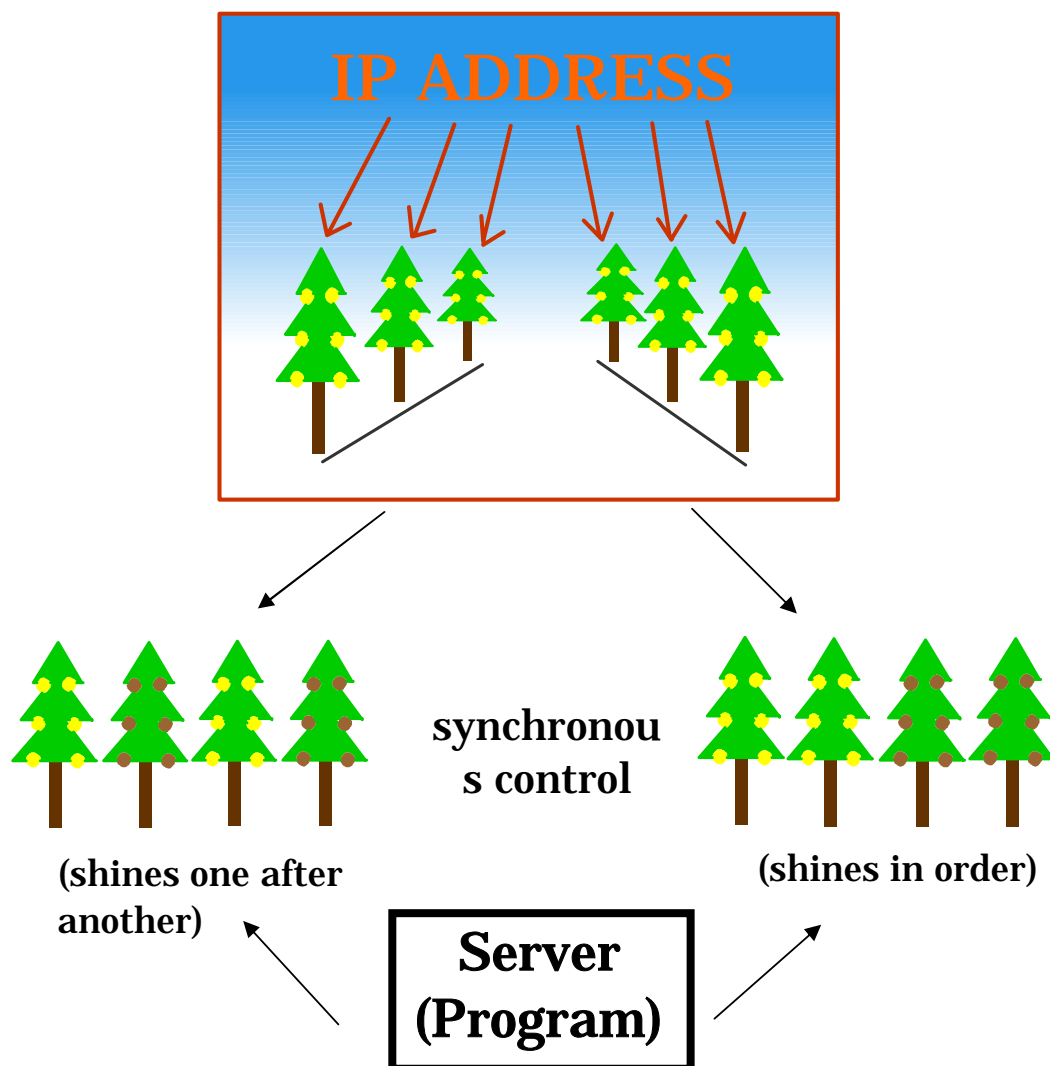 IP ADDRESS
synchronou
s control
(shines one after
another)
(shines in order)
Server
(Program)